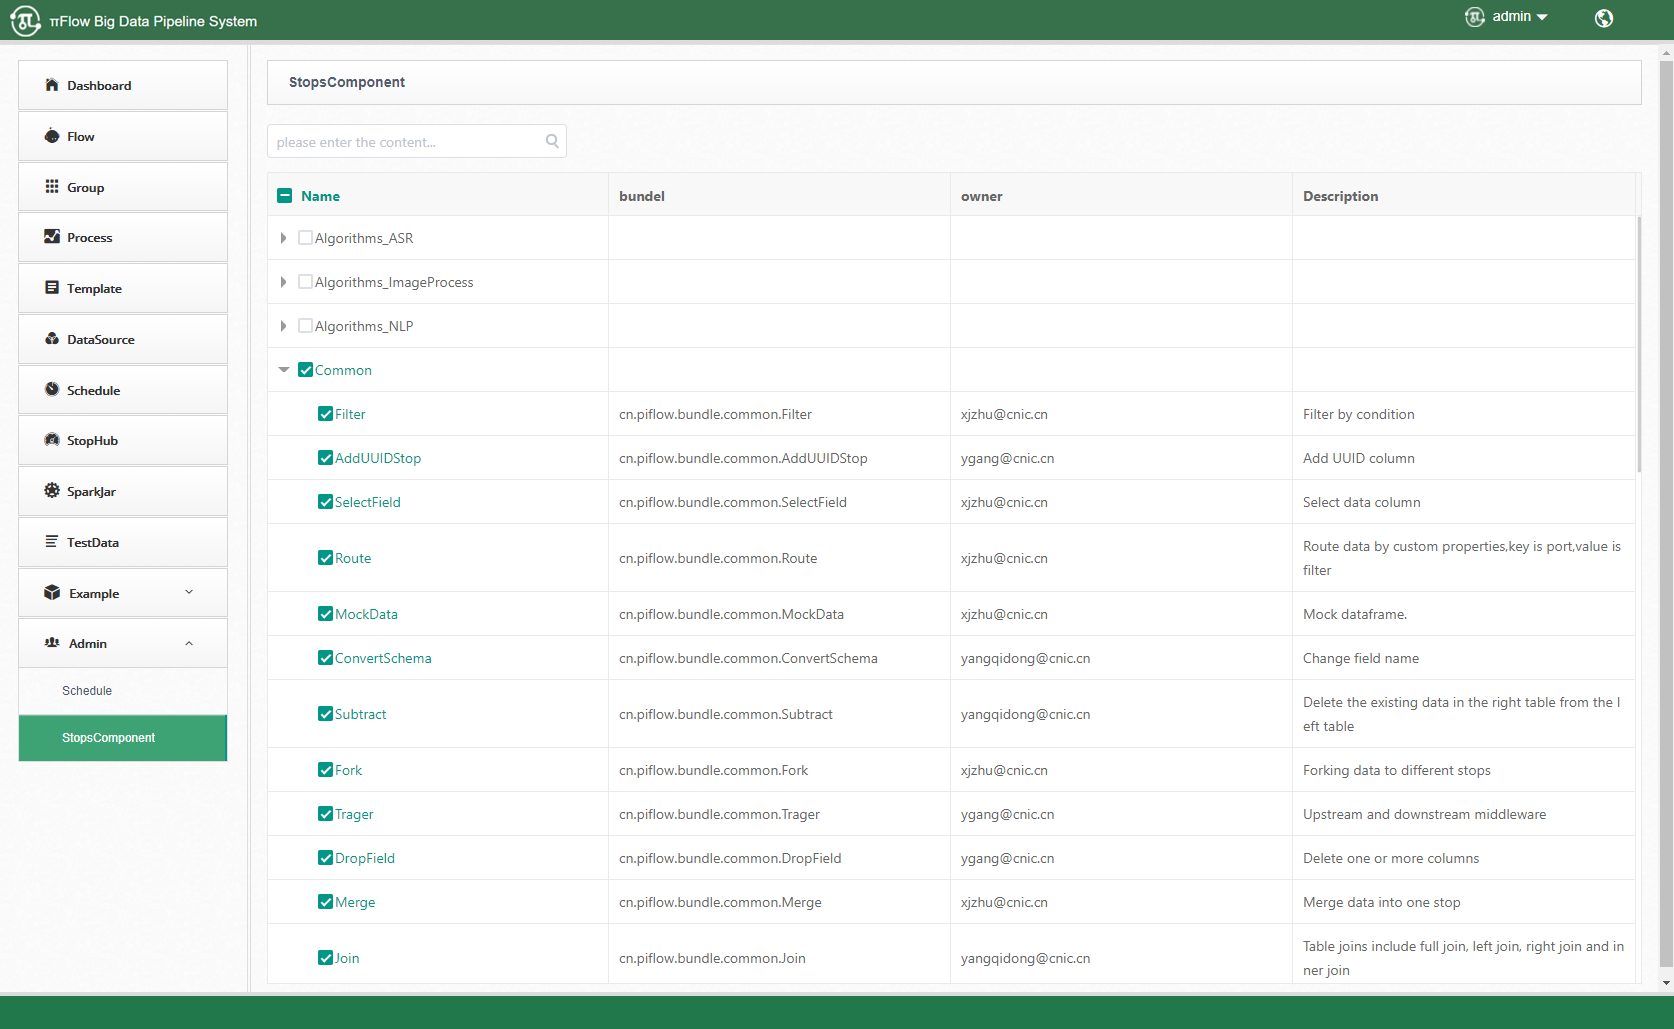 πFlow Big Data Pipeline System
admin
Dashboard
Flow
Group
Process
Template
DataSource
Schedule
StopHub
SparkJar
TestData
Example
Admin
Schedule
StopsComponent
StopsComponent
please enter the content...
Name bundel owner Description
Algorithms_ASR
Algorithms_ImageProcess
Algorithms_NLP
Common
Filter cn.piflow.bundle.common.Filter xjzhu@cnic.cn Filter by condition
AddUUIDStop cn.piflow.bundle.common.AddUUIDStop ygang@cnic.cn Add UUID column
SelectField cn.piflow.bundle.common.SelectField xjzhu@cnic.cn Select data column
Route cn.piflow.bundle.common.Route xjzhu@cnic.cn Route data by custom properties,key is port,value is
filter
MockData cn.piflow.bundle.common.MockData xjzhu@cnic.cn Mock dataframe.
ConvertSchema cn.piflow.bundle.common.ConvertSchema yangqidong@cnic.cn Change field name
Subtract cn.piflow.bundle.common.Subtract yangqidong@cnic.cn Delete the existing data in the right table from the l
eft table
Fork cn.piflow.bundle.common.Fork xjzhu@cnic.cn Forking data to different stops
Trager cn.piflow.bundle.common.Trager ygang@cnic.cn Upstream and downstream middleware
DropField cn.piflow.bundle.common.DropField ygang@cnic.cn Delete one or more columns
Merge cn.piflow.bundle.common.Merge xjzhu@cnic.cn Merge data into one stop
Join cn.piflow.bundle.common.Join yangqidong@cnic.cn Table joins include full join, left join, right join and in
ner join